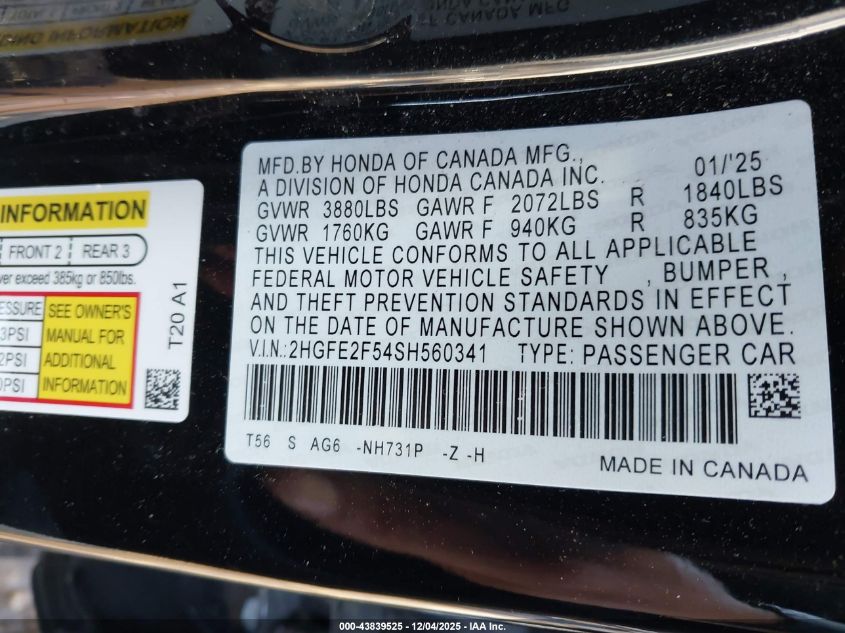 INFORMATION
FRONT 2 REAR 3
ver exceed 385kg or 850lbs.
ESSURE SEE OWNER'S
3PSI MANUAL FOR
2PSI ADDITIONAL
0PSI INFORMATION
T20 A1
MFD.BY HONDA OF CANADA MFG., 01/'25
A DIVISION OF HONDA CANADA INC.
GVWR 3880LBS GAWR F 2072LBS R 1840LBS
GVWR 1760KG GAWR F 940KG R 835KG
THIS VEHICLE CONFORMS TO ALL APPLICABLE
FEDERAL MOTOR VEHICLE SAFETY , BUMPER ,
AND THEFT PREVENTION STANDARDS IN EFFECT
ON THE DATE OF MANUFACTURE SHOWN ABOVE.
V.I.N.:2HGFE2F54SH560341 TYPE: PASSENGER CAR
T56 S AG6 -NH731P -Z -H
MADE IN CANADA
000-43839525 - 12/04/2025 - IAA Inc.